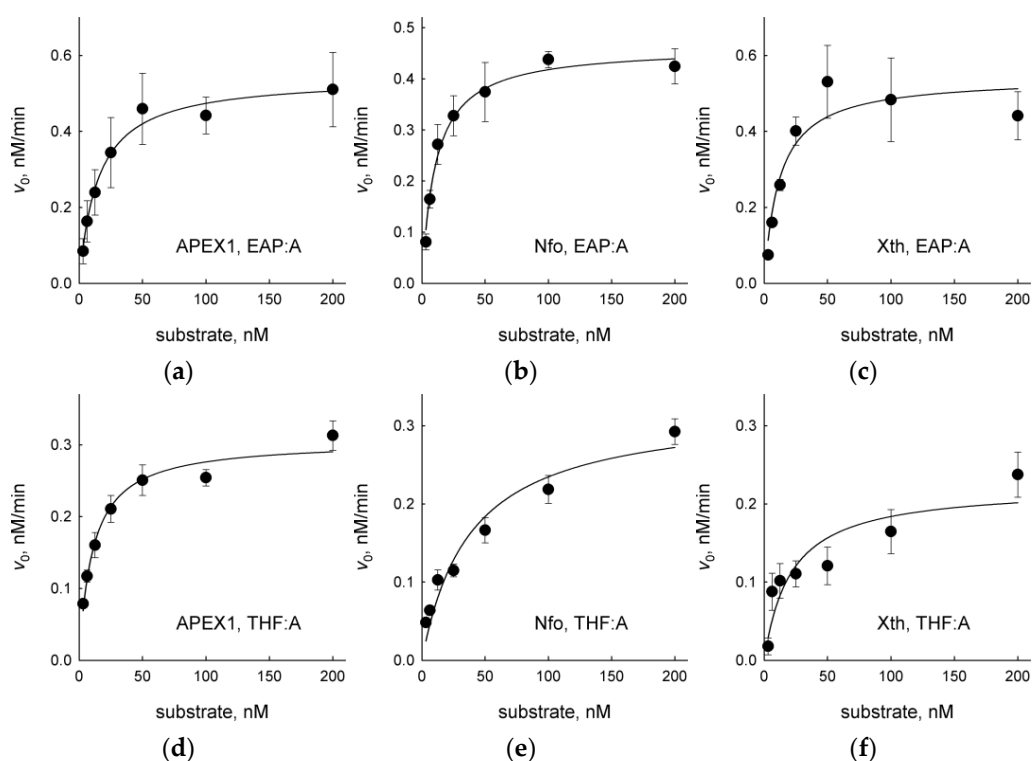 0.6
0.4
0.2
0.0
v0, nM/min
APEX1, EAP:A
0 50 100 150 200
substrate, nM
(a)
0.5
0.4
0.3
0.2
0.1
0.0
v0, nM/min
Nfo, EAP:A
0 50 100 150 200
substrate, nM
(b)
0.6
0.4
0.2
0.0
v0, nM/min
Xth, EAP:A
0 50 100 150 200
substrate, nM
(c)
0.3
0.2
0.1
0.0
v0, nM/min
APEX1, THF:A
0 50 100 150 200
substrate, nM
(d)
0.3
0.2
0.1
0.0
v0, nM/min
Nfo, THF:A
0 50 100 150 200
substrate, nM
(e)
0.3
0.2
0.1
0.0
v0, nM/min
Xth, THF:A
0 50 100 150 200
substrate, nM
(f)